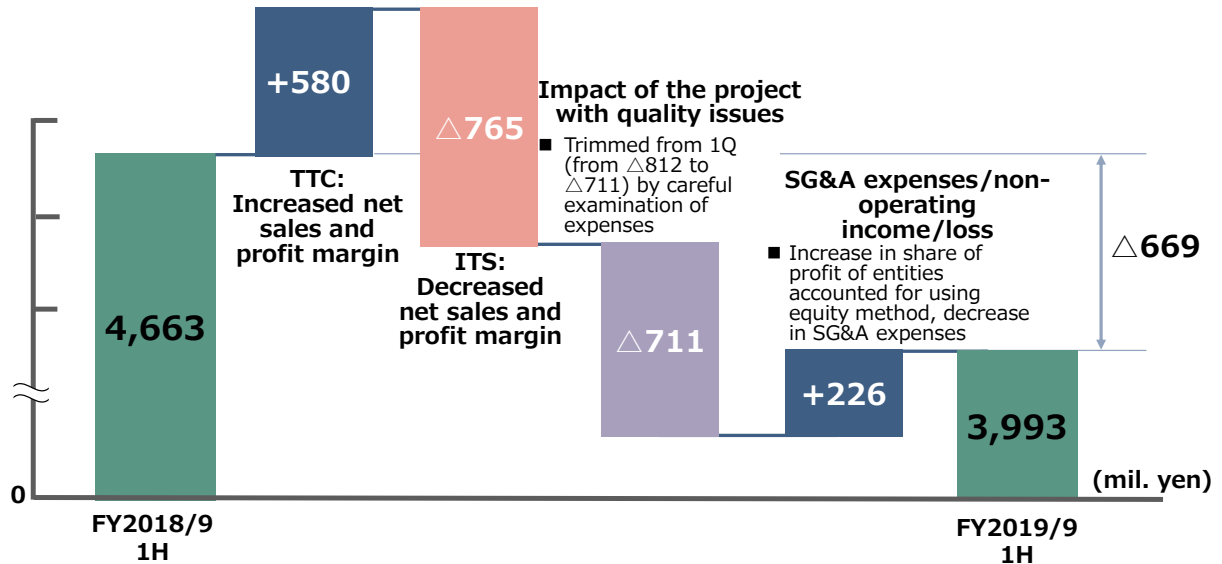 +580
△765
Impact of the project
with quality issues
■ Trimmed from 1Q
(from △812 to
△711) by careful
examination of
expenses
TTC:
Increased net
sales and
profit margin
ITS:
Decreased
net sales and
profit margin
SG&A expenses/non-
operating
income/loss
■ Increase in share of
profit of entities
accounted for using
equity method, decrease
in SG&A expenses
△669
4,663
△711
+226
3,993
0
(mil. yen)
FY2018/9
1H
FY2019/9
1H